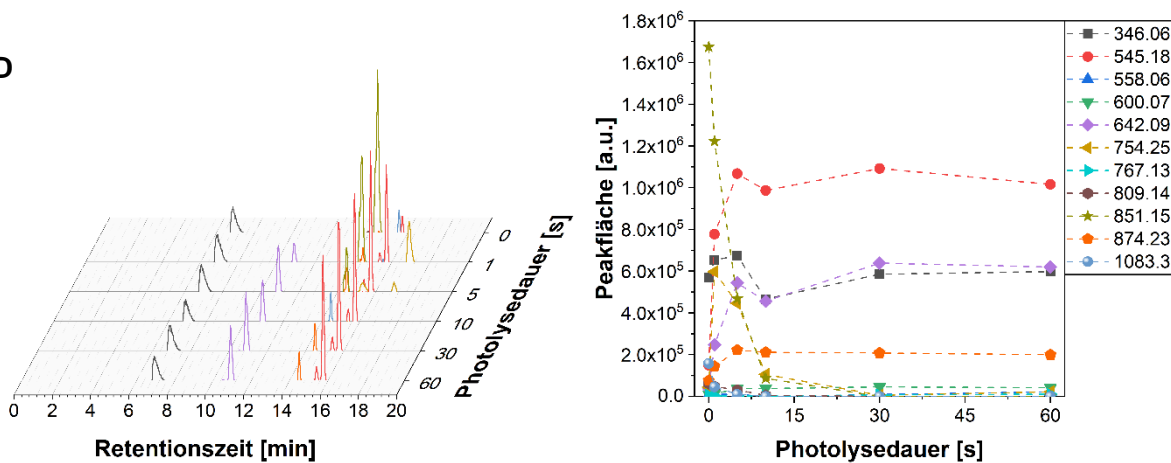 D
0
1
5
10
30
60
Photolysedauer [s]
0 2 4 6 8 10 12 14 16 18 20
Retentionszeit [min]
1.8x10⁶
1.6x10⁶
1.4x10⁶
1.2x10⁶
1.0x10⁶
8.0x10⁵
6.0x10⁵
4.0x10⁵
2.0x10⁵
0.0
Peakfläche [a.u.]
0 15 30 45 60
Photolysedauer [s]
346.06
545.18
558.06
600.07
642.09
754.25
767.13
809.14
851.15
874.23
1083.3